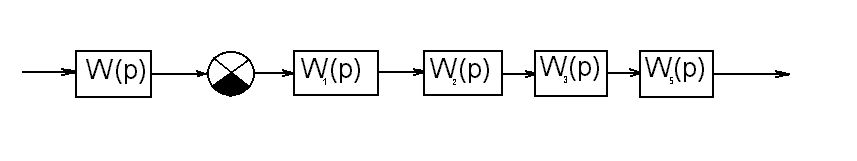 W(p) W₁(p) W₂(p) W₃(p) W₅(p)